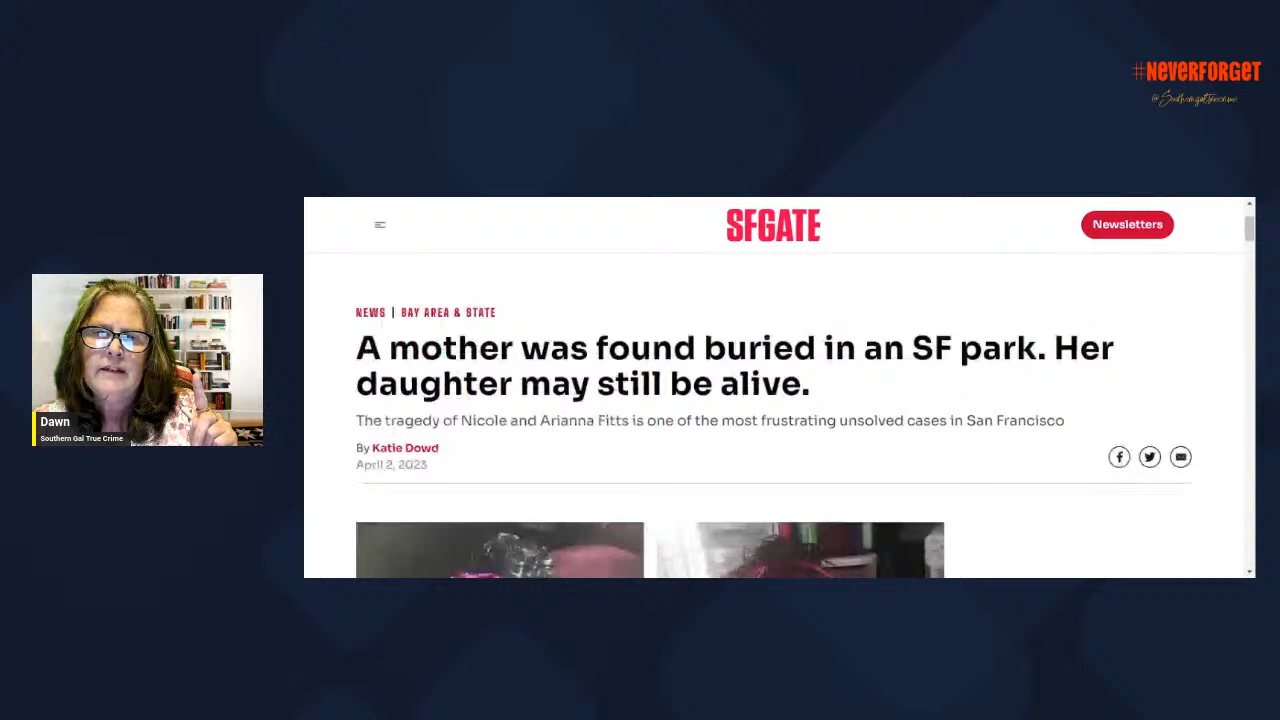 #NEVERFORGET
@Southerngaltruecrime
SFGATE
Newsletters
NEWS | BAY AREA & STATE
A mother was found buried in an SF park. Her
daughter may still be alive.
The tragedy of Nicole and Arianna Fitts is one of the most frustrating unsolved cases in San Francisco
By Katie Dowd
April 2, 2023
Dawn
Southern Gal True Crime